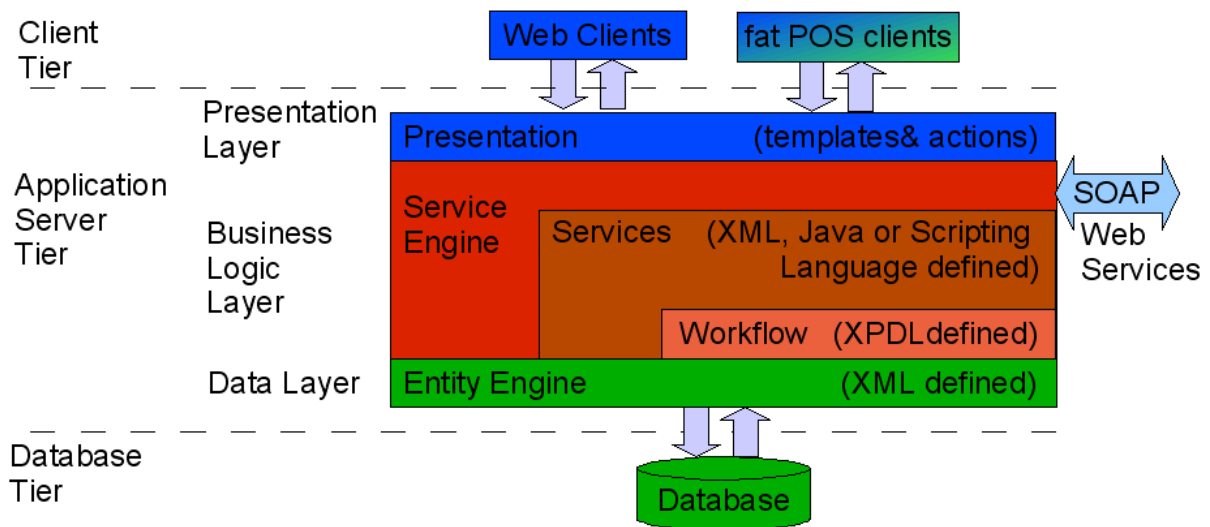 Client
Tier
Web Clients
fat POS clients
Presentation
Layer
Presentation (templates& actions)
Application
Server
Tier
Business
Logic
Layer
Service
Engine
Services (XML, Java or Scripting
Language defined)
Workflow (XPDLdefined)
SOAP
Web
Services
Data Layer
Entity Engine (XML defined)
Database
Tier
Database